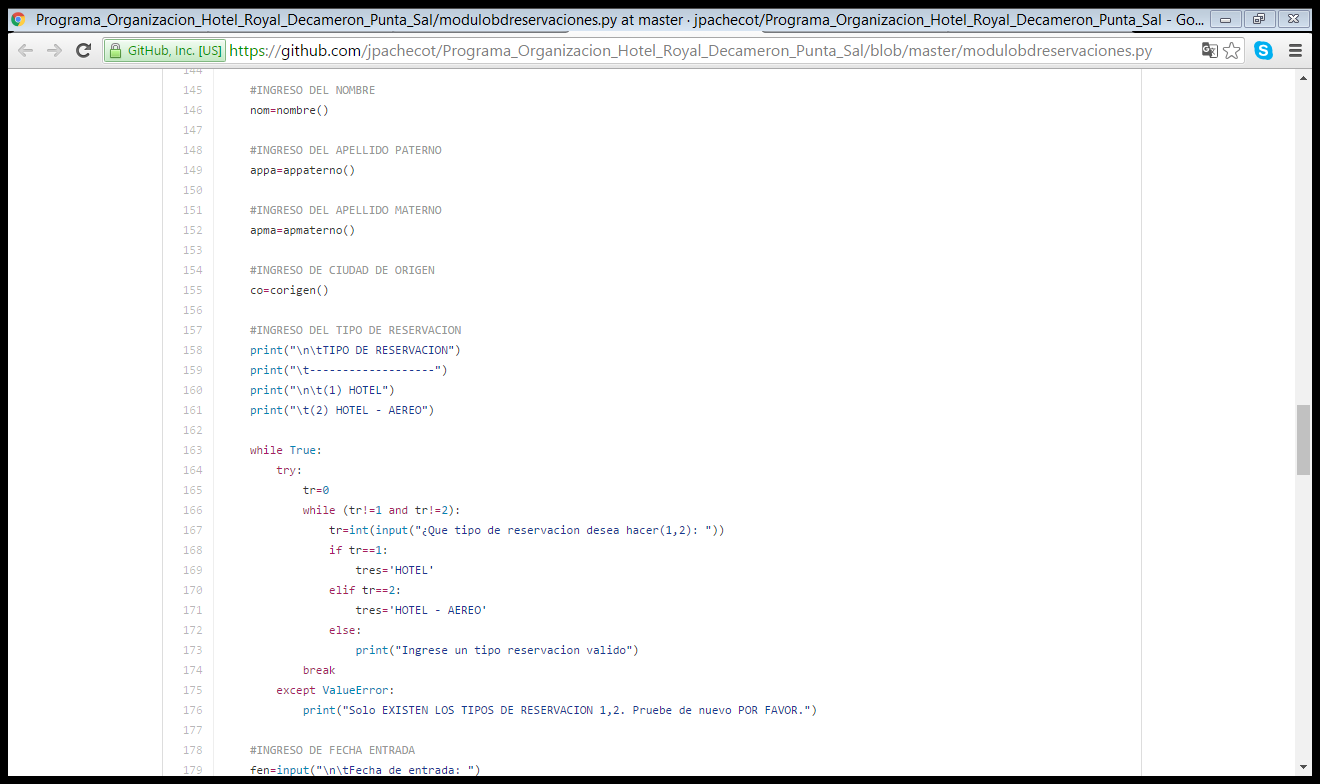 Programa_Organizacion_Hotel_Royal_Decameron_Punta_Sal/modulobdreservaciones.py at master · jpachecot/Programa_Organizacion_Hotel_Royal_Decameron_Punta_Sal - Go...
GitHub, Inc. [US] https://github.com/jpachecot/Programa_Organizacion_Hotel_Royal_Decameron_Punta_Sal/blob/master/modulobdreservaciones.py
144
145 #INGRESO DEL NOMBRE
146 nom=nombre()
147
148 #INGRESO DEL APELLIDO PATERNO
149 appa=appaterno()
150
151 #INGRESO DEL APELLIDO MATERNO
152 apma=apmaterno()
153
154 #INGRESO DE CIUDAD DE ORIGEN
155 co=corigen()
156
157 #INGRESO DEL TIPO DE RESERVACION
158 print("\n\tTIPO DE RESERVACION")
159 print("\t-------------------")
160 print("\n\t(1) HOTEL")
161 print("\t(2) HOTEL - AEREO")
162
163 while True:
164 try:
165 tr=0
166 while (tr!=1 and tr!=2):
167 tr=int(input("¿Que tipo de reservacion desea hacer(1,2): "))
168 if tr==1:
169 tres='HOTEL'
170 elif tr==2:
171 tres='HOTEL - AEREO'
172 else:
173 print("Ingrese un tipo reservacion valido")
174 break
175 except ValueError:
176 print("Solo EXISTEN LOS TIPOS DE RESERVACION 1,2. Pruebe de nuevo POR FAVOR.")
177
178 #INGRESO DE FECHA ENTRADA
179 fen=input("\n\tFecha de entrada: ")